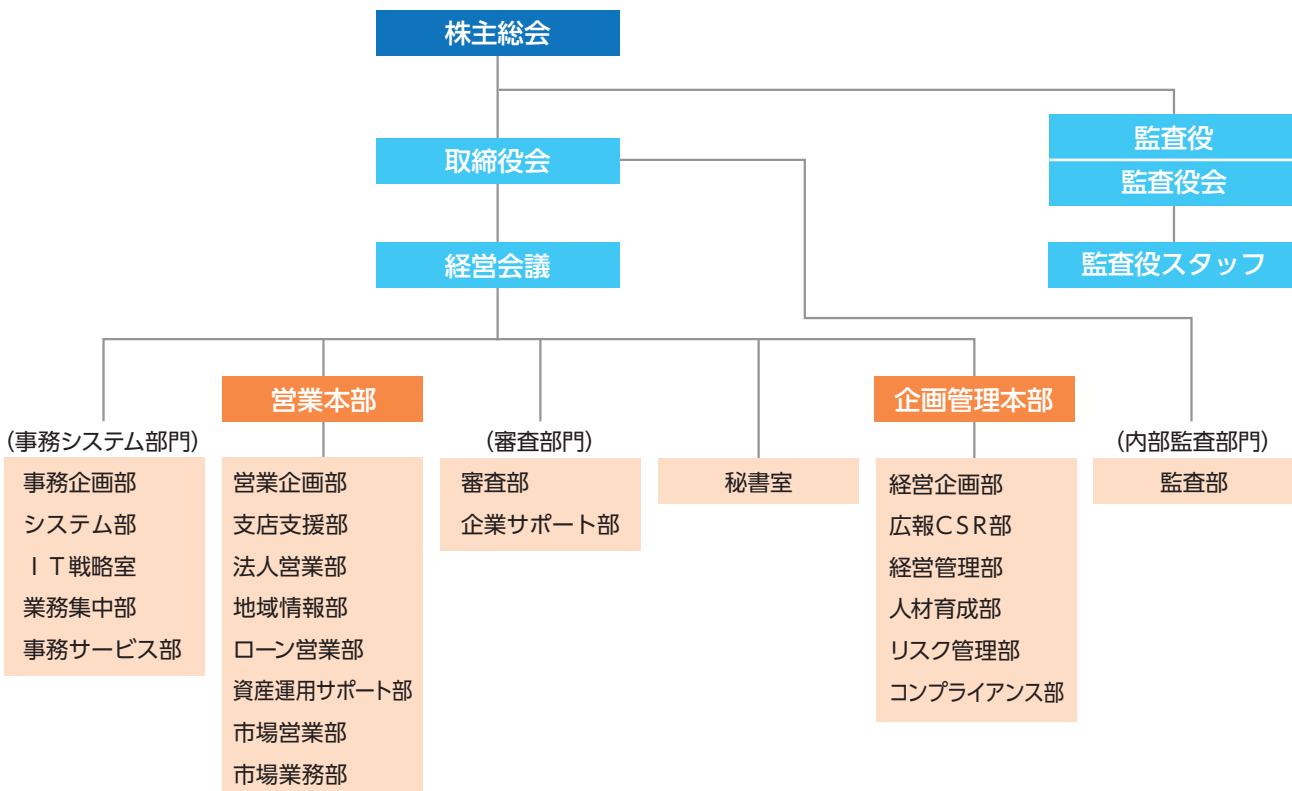 株主総会
監査役
監査役会
取締役会
経営会議
監査役スタッフ
営業本部
企画管理本部
(事務システム部門)
事務企画部
システム部
ＩＴ戦略室
業務集中部
事務サービス部
営業企画部
支店支援部
法人営業部
地域情報部
ローン営業部
資産運用サポート部
市場営業部
市場業務部
(審査部門)
審査部
企業サポート部
秘書室
経営企画部
広報CSR部
経営管理部
人材育成部
リスク管理部
コンプライアンス部
(内部監査部門)
監査部